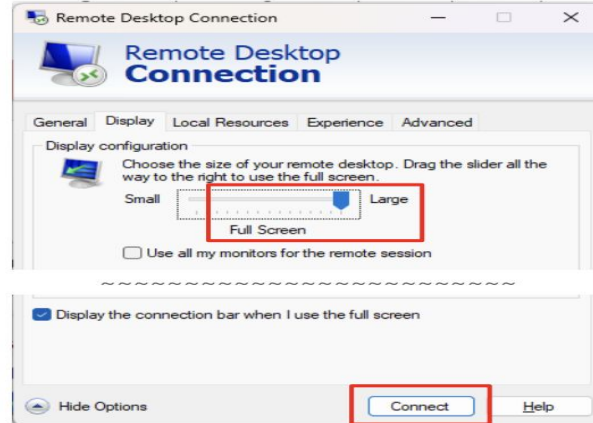 Remote Desktop Connection
Remote Desktop
Connection
General Display Local Resources Experience Advanced
Display configuration
Choose the size of your remote desktop. Drag the slider all the
way to the right to use the full screen.
Small Large
Full Screen
Use all my monitors for the remote session
~~~~~~~~~~~~~~~~~~~~~~~~~
Display the connection bar when I use the full screen
Hide Options Connect Help